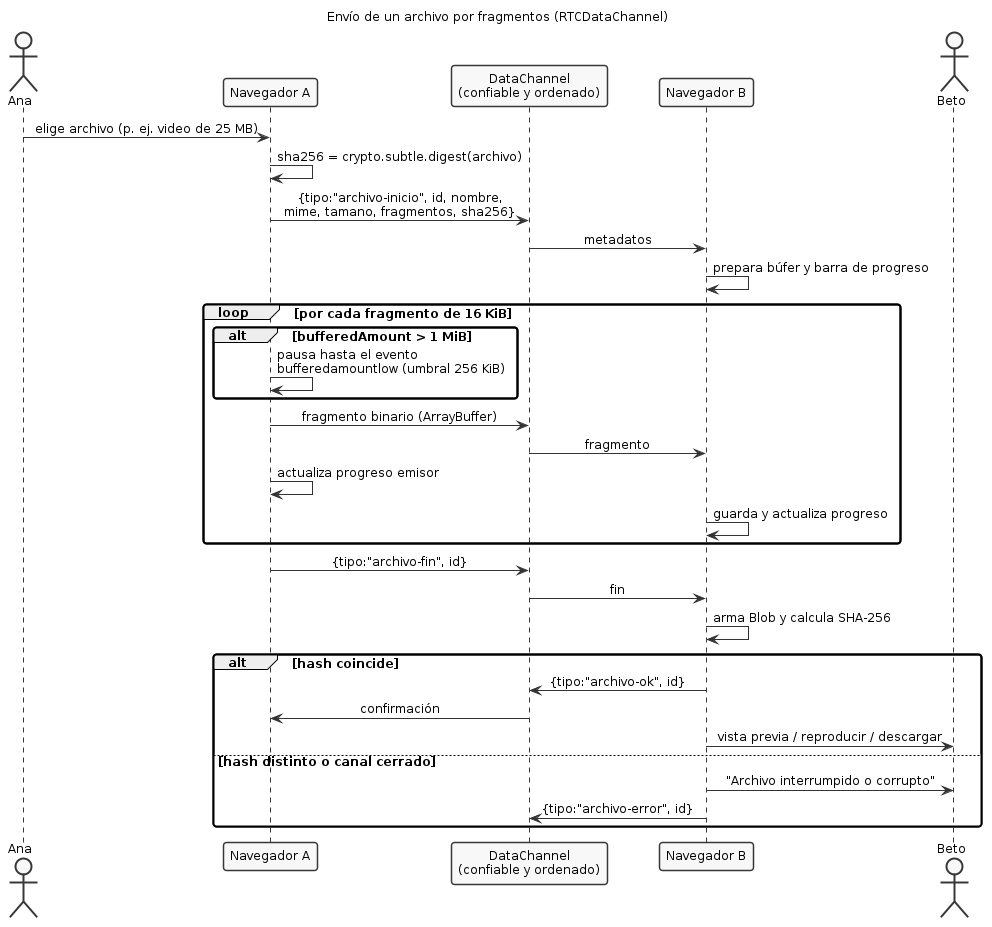 Envío de un archivo por fragmentos (RTCDataChannel)
Ana
Navegador A
DataChannel
(confiable y ordenado)
Navegador B
Beto
elige archivo (p. ej. video de 25 MB)
sha256 = crypto.subtle.digest(archivo)
{tipo:"archivo-inicio", id, nombre,
mime, tamano, fragmentos, sha256}
metadatos
prepara búfer y barra de progreso
loop [por cada fragmento de 16 KiB]
alt [bufferedAmount > 1 MiB]
pausa hasta el evento
bufferedamountlow (umbral 256 KiB)
fragmento binario (ArrayBuffer)
fragmento
actualiza progreso emisor
guarda y actualiza progreso
{tipo:"archivo-fin", id}
fin
arma Blob y calcula SHA-256
alt [hash coincide]
{tipo:"archivo-ok", id}
confirmación
vista previa / reproducir / descargar
[hash distinto o canal cerrado]
"Archivo interrumpido o corrupto"
{tipo:"archivo-error", id}
Ana
Navegador A
DataChannel
(confiable y ordenado)
Navegador B
Beto